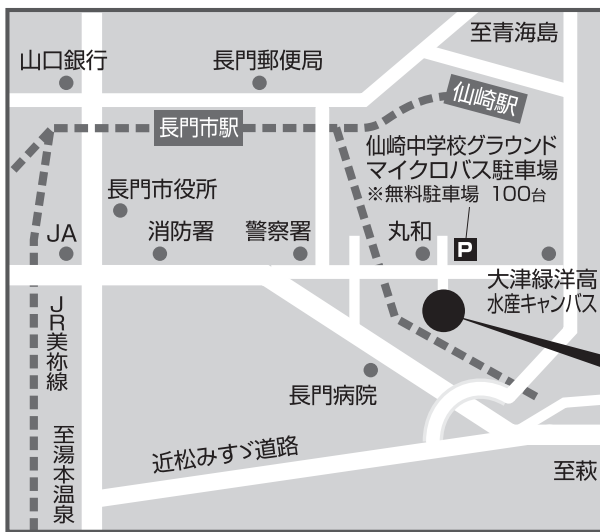 至青海島
山口銀行
長門郵便局
仙崎駅
長門市駅
仙崎中学校グラウンド
マイクロバス駐車場
※無料駐車場 100台
長門市役所
JA
消防署
警察署
丸和
P
大津緑洋高
水産キャンパス
JR美祢線
長門病院
至湯本温泉
近松みすゞ道路
至萩